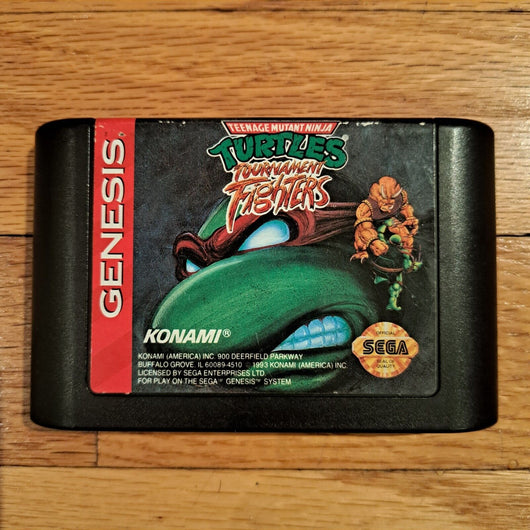 GENESIS
TEENAGE MUTANT NINJA
TURTLES
TOURNAMENT
FIGHTERS
KONAMI®
KONAMI (AMERICA) INC. 900 DEERFIELD PARKWAY
BUFFALO GROVE. IL 60089-4510 ©1993 KONAMI (AMERICA) INC.
LICENSED BY SEGA ENTERPRISES LTD.
FOR PLAY ON THE SEGA™ GENESIS™ SYSTEM
OFFICIAL
SEGA
SEAL OF
QUALITY